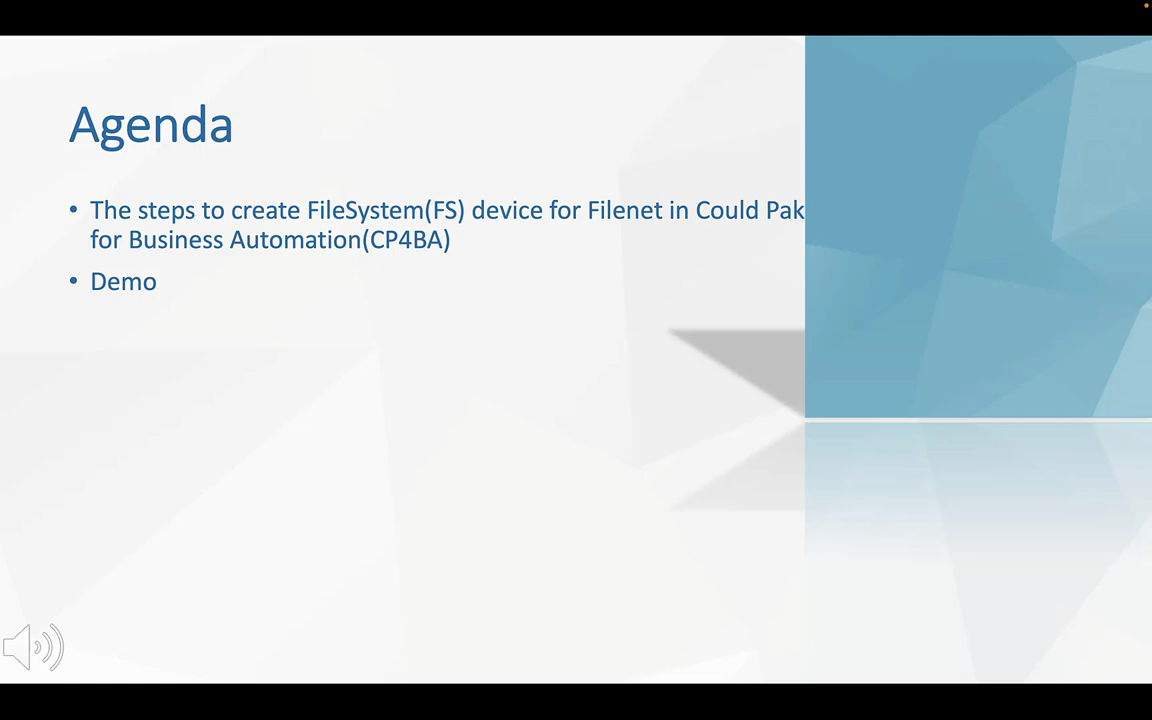 Agenda
• The steps to create FileSystem(FS) device for Filenet in Could Pak
for Business Automation(CP4BA)
• Demo